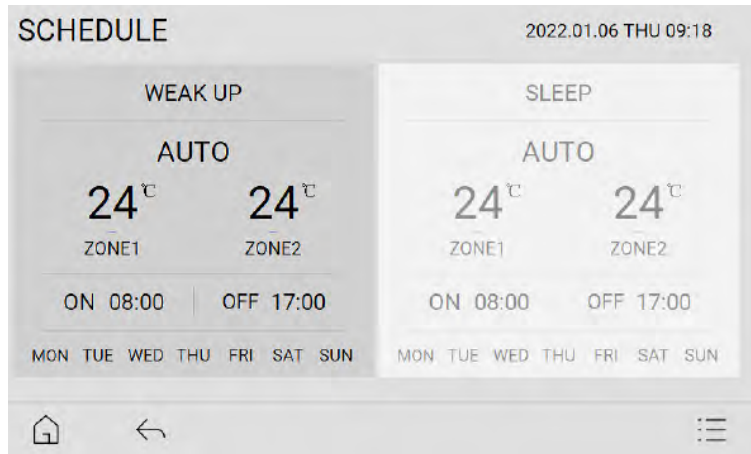 SCHEDULE
2022.01.06 THU 09:18
WEAK UP
AUTO
24℃ 24℃
ZONE1 ZONE2
ON 08:00 OFF 17:00
MON TUE WED THU FRI SAT SUN
SLEEP
AUTO
24℃ 24℃
ZONE1 ZONE2
ON 08:00 OFF 17:00
MON TUE WED THU FRI SAT SUN